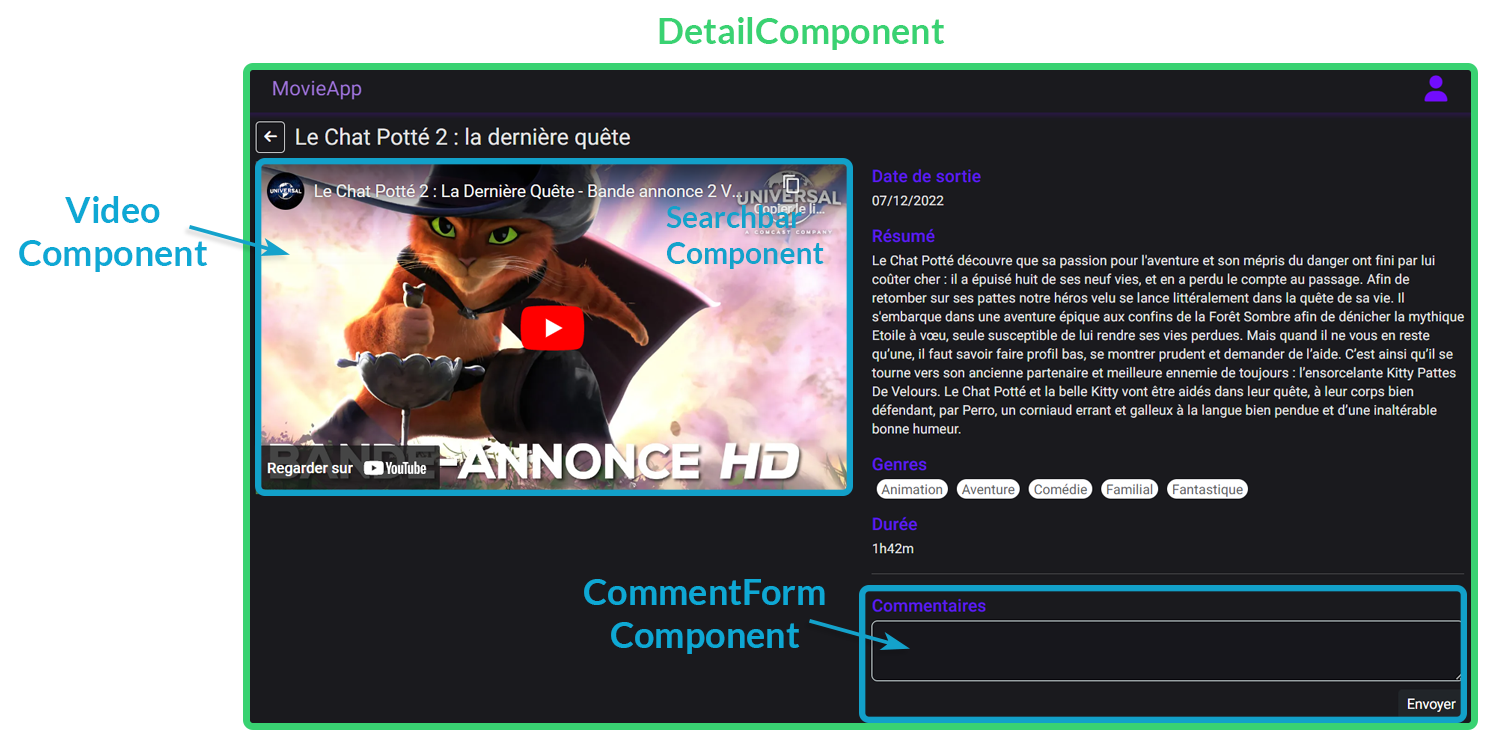 DetailComponent
MovieApp
Le Chat Potté 2 : la dernière quête
Video
Component
UNIVERSAL
Le Chat Potté 2 : La Dernière Quête - Bande annonce 2 V...
UNIVERSAL
Copier le li...
A COMCAST COMPANY
Searchbar
Component
BANDE-ANNONCE HD
Regarder sur YouTube
Date de sortie
07/12/2022
Résumé
Le Chat Potté découvre que sa passion pour l'aventure et son mépris du danger ont fini par lui
coûter cher : il a épuisé huit de ses neuf vies, et en a perdu le compte au passage. Afin de
retomber sur ses pattes notre héros velu se lance littéralement dans la quête de sa vie. Il
s'embarque dans une aventure épique aux confins de la Forêt Sombre afin de dénicher la mythique
Etoile à vœu, seule susceptible de lui rendre ses vies perdues. Mais quand il ne vous en reste
qu’une, il faut savoir faire profil bas, se montrer prudent et demander de l’aide. C’est ainsi qu’il se
tourne vers son ancienne partenaire et meilleure ennemie de toujours : l’ensorcelante Kitty Pattes
De Velours. Le Chat Potté et la belle Kitty vont être aidés dans leur quête, à leur corps bien
défendant, par Perro, un corniaud errant et galleux à la langue bien pendue et d’une inaltérable
bonne humeur.
Genres
Animation Aventure Comédie Familial Fantastique
Durée
1h42m
CommentForm
Component
Commentaires
Envoyer